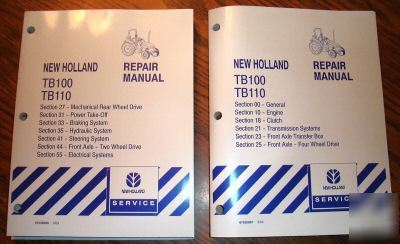 NEW HOLLAND
REPAIR
MANUAL
TB100
TB110
Section 27 - Mechanical Rear Wheel Drive
Section 31 - Power Take-Off
Section 33 - Braking System
Section 35 - Hydraulic System
Section 41 - Steering System
Section 44 - Front Axle - Two Wheel Drive
Section 55 - Electrical Systems
NEW HOLLAND
SERVICE
NEW HOLLAND
REPAIR
MANUAL
TB100
TB110
Section 00 - General
Section 10 - Engine
Section 18 - Clutch
Section 21 - Transmission Systems
Section 23 - Front Axle Transfer Box
Section 25 - Front Axle - Four Wheel Drive
NEW HOLLAND
SERVICE